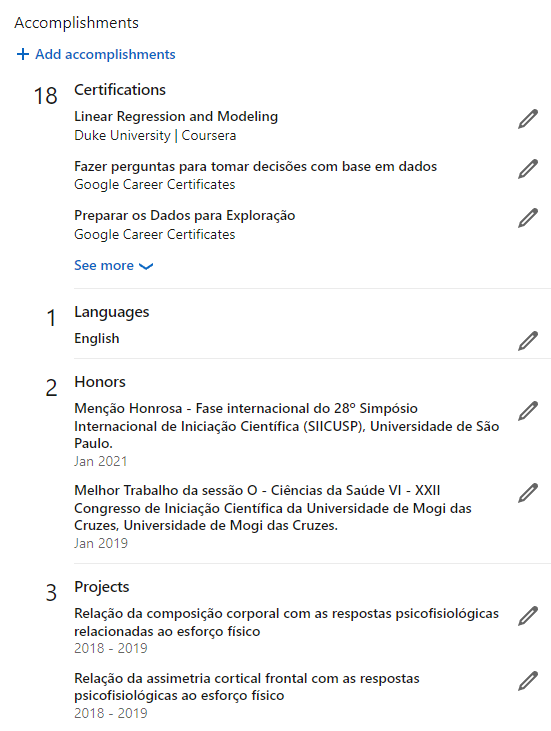 Accomplishments
+ Add accomplishments
18 Certifications
Linear Regression and Modeling
Duke University | Coursera
Fazer perguntas para tomar decisões com base em dados
Google Career Certificates
Preparar os Dados para Exploração
Google Career Certificates
See more
1 Languages
English
2 Honors
Menção Honrosa - Fase internacional do 28º Simpósio
Internacional de Iniciação Científica (SIICUSP), Universidade de São
Paulo.
Jan 2021
Melhor Trabalho da sessão O - Ciências da Saúde VI - XXII
Congresso de Iniciação Científica da Universidade de Mogi das
Cruzes, Universidade de Mogi das Cruzes.
Jan 2019
3 Projects
Relação da composição corporal com as respostas psicofisiológicas
relacionadas ao esforço físico
2018 - 2019
Relação da assimetria cortical frontal com as respostas
psicofisiológicas ao esforço físico
2018 - 2019